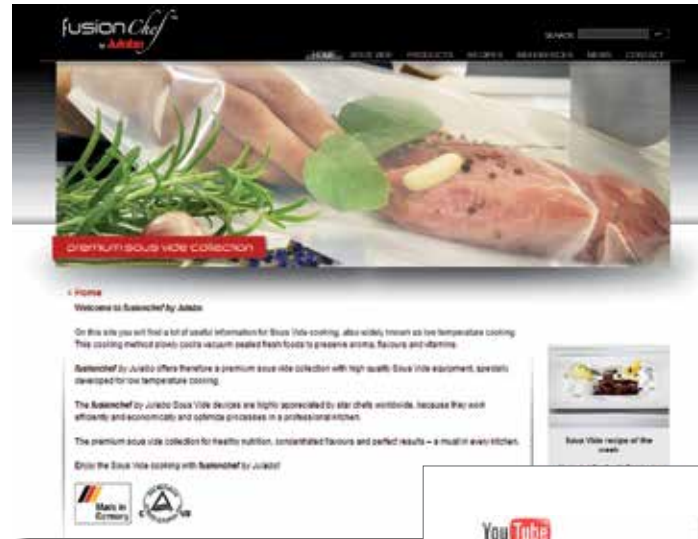 fusionChef™
by Julabo
SEARCH:
HOME SOUS VIDE PRODUCTS RECIPES REFERENCES NEWS CONTACT
premium sous vide collection
Home
Welcome to fusionchef by Julabo
On this site you will find a lot of useful information for Sous Vide cooking, also widely known as low temperature cooking.
This cooking method slowly cooks vacuum sealed fresh foods to preserve aroma, flavours and vitamins.
fusionchef by Julabo offers therefore a premium sous vide collection with high quality Sous Vide equipment, specially
developed for low temperature cooking.
The fusionchef by Julabo Sous Vide devices are highly appreciated by star chefs worldwide, because they work
efficiently and economically and optimize processes in a professional kitchen.
The premium sous vide collection for healthy nutrition, concentrated flavours and perfect results – a must in every kitchen.
Enjoy the Sous Vide cooking with fusionchef by Julabo!
Made in
Germany
C US
Sous Vide recipe of the
week
YouTube